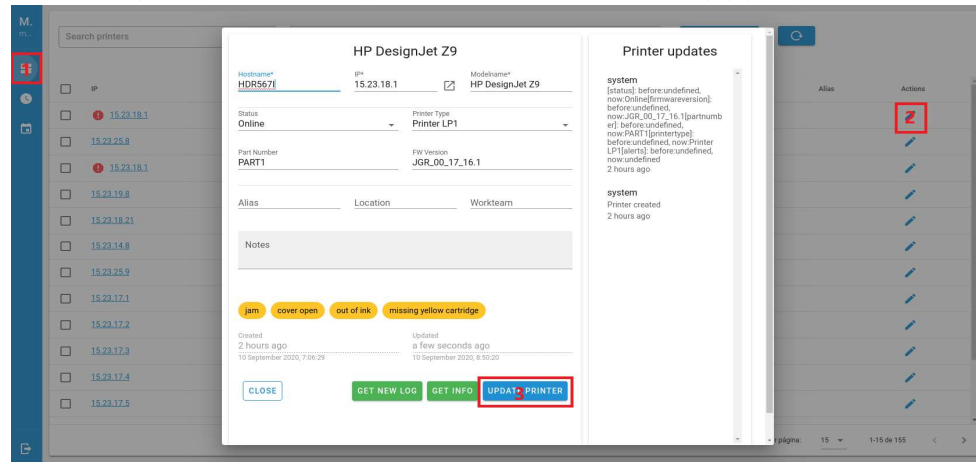 M.
m...
1
Search printers
IP
Alias
Actions
15.23.18.1
2
15.23.25.8
15.23.18.1
15.23.19.8
15.23.18.21
15.23.14.8
15.23.25.9
15.23.17.1
15.23.17.2
15.23.17.3
15.23.17.4
15.23.17.5
HP DesignJet Z9
Hostname*
IP*
Modelname*
HDR567I
15.23.18.1
HP DesignJet Z9
Status
Printer Type
Online
Printer LP1
Part Number
FW Version
PART1
JGR_00_17_16.1
Alias
Location
Workteam
Notes
jam
cover open
out of ink
missing yellow cartridge
Created
Updated
2 hours ago
a few seconds ago
10 September 2020, 7:06:29
10 September 2020, 8:50:20
CLOSE
GET NEW LOG
GET INFO
UPDATE PRINTER
3
Printer updates
system
[status]: before:undefined,
now:Online[firmwareversion]:
before:undefined,
now:JGR_00_17_16.1[partnumb
er]: before:undefined,
now:PART1[printertype]:
before:undefined, now:Printer
LP1[alerts]: before:undefined,
now:undefined
2 hours ago
system
Printer created
2 hours ago
r página:
15
1-15 de 155